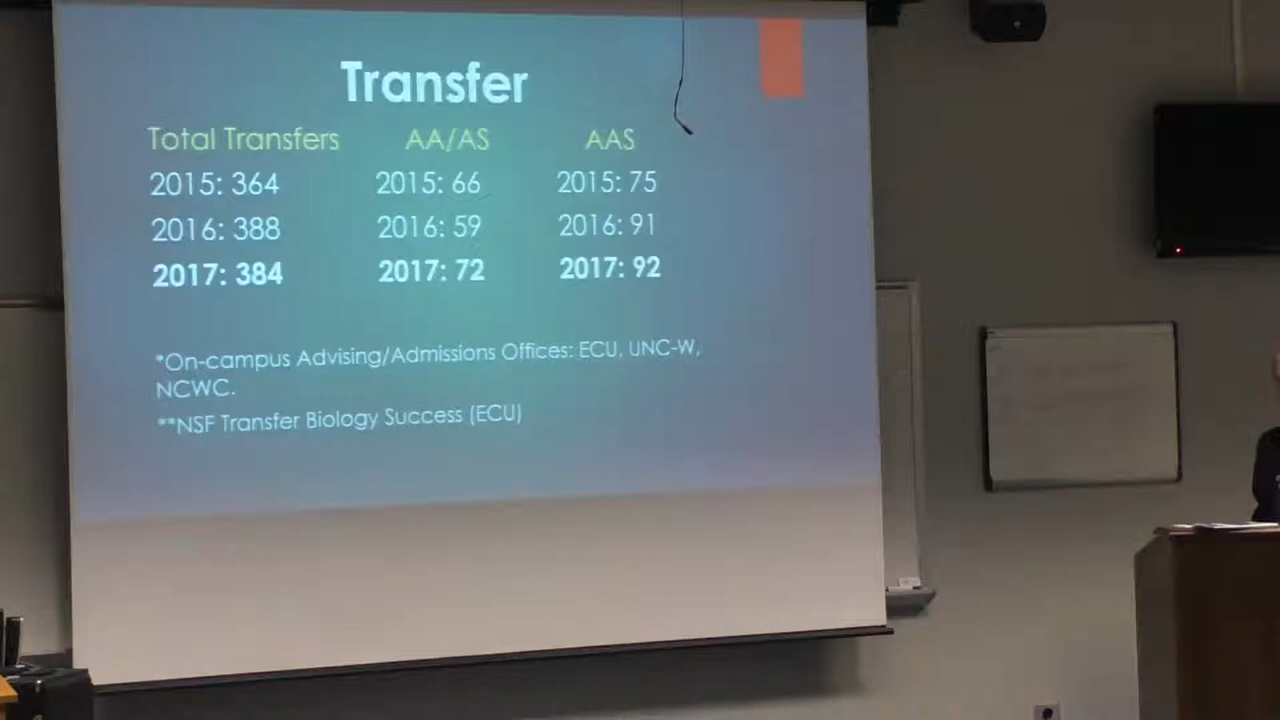 Transfer
Total Transfers AA/AS AAS
2015: 364 2015: 66 2015: 75
2016: 388 2016: 59 2016: 91
2017: 384 2017: 72 2017: 92
*On-campus Advising/Admissions Offices: ECU, UNC-W,
NCWC.
**NSF Transfer Biology Success (ECU)